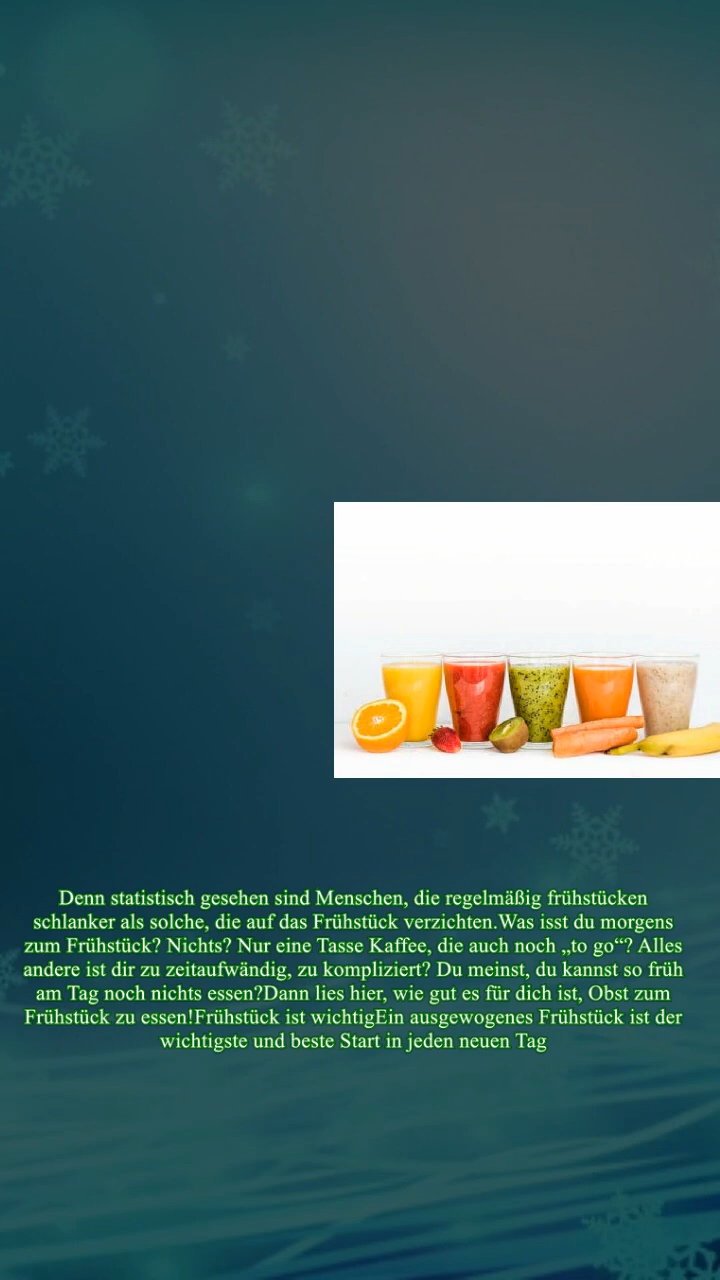 Denn statistisch gesehen sind Menschen, die regelmäßig frühstücken
schlanker als solche, die auf das Frühstück verzichten.Was isst du morgens
zum Frühstück? Nichts? Nur eine Tasse Kaffee, die auch noch „to go“? Alles
andere ist dir zu zeitaufwändig, zu kompliziert? Du meinst, du kannst so früh
am Tag noch nichts essen?Dann lies hier, wie gut es für dich ist, Obst zum
Frühstück zu essen!Frühstück ist wichtigEin ausgewogenes Frühstück ist der
wichtigste und beste Start in jeden neuen Tag